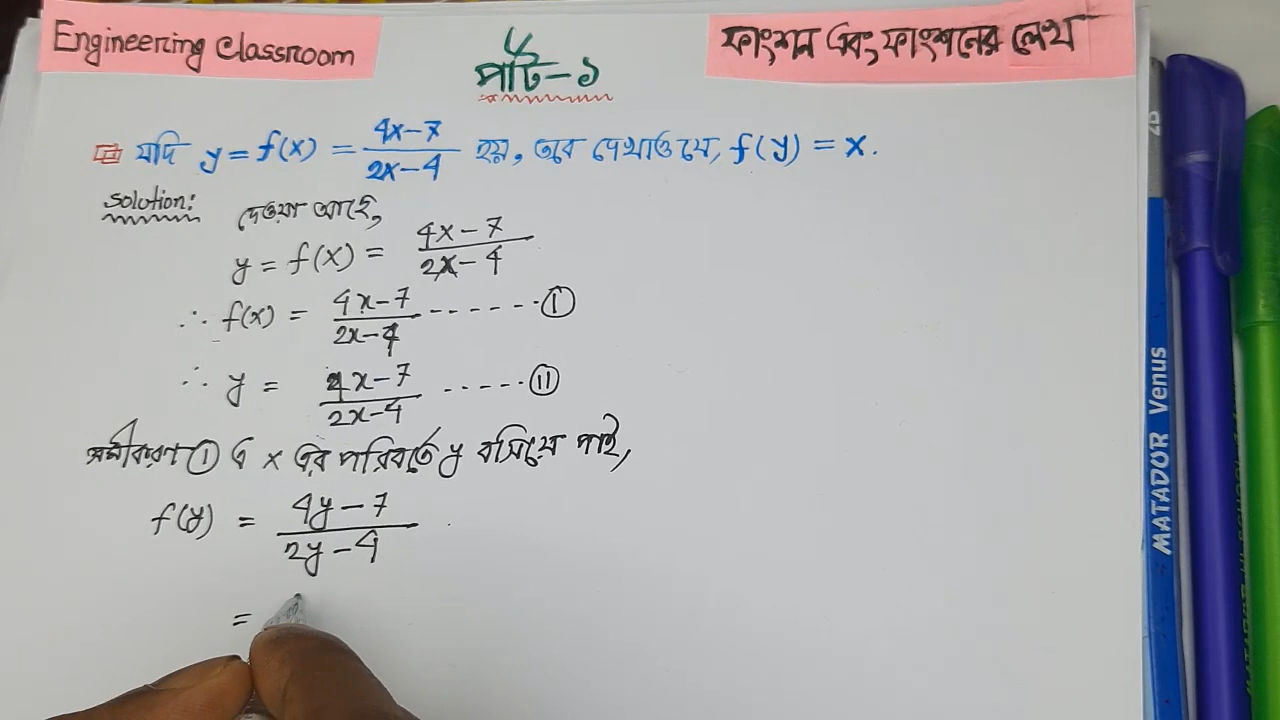 Engineering Classroom
পার্ট-১
ফাংশন এবং ফাংশনের লেখ
যদি y = f(x) = (4x-7)/(2x-4) হয়, তবে দেখাও যে, f(y) = x.
Solution: দেওয়া আছে,
y = f(x) = (4x-7)/(2x-4)
∴ f(x) = (4x-7)/(2x-4) ------- (I)
∴ y = (4x-7)/(2x-4) ----- (II)
সমীকরণ (I) এ x এর পরিবর্তে y বসিয়ে পাই,
f(y) = (4y-7)/(2y-4)
=
MATADOR Venus